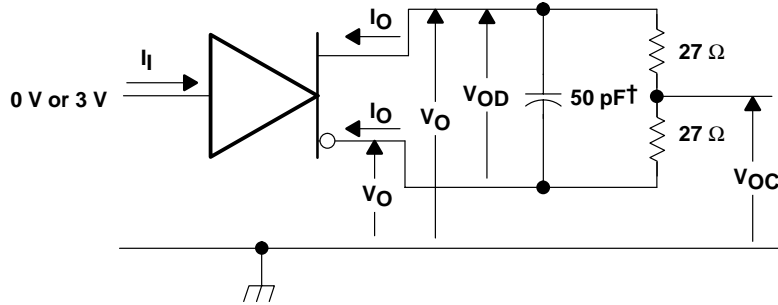 I_O
I_I
27 Ω
0 V or 3 V
V_OD
50 pF†
I_O
V_O
27 Ω
V_O
V_OC